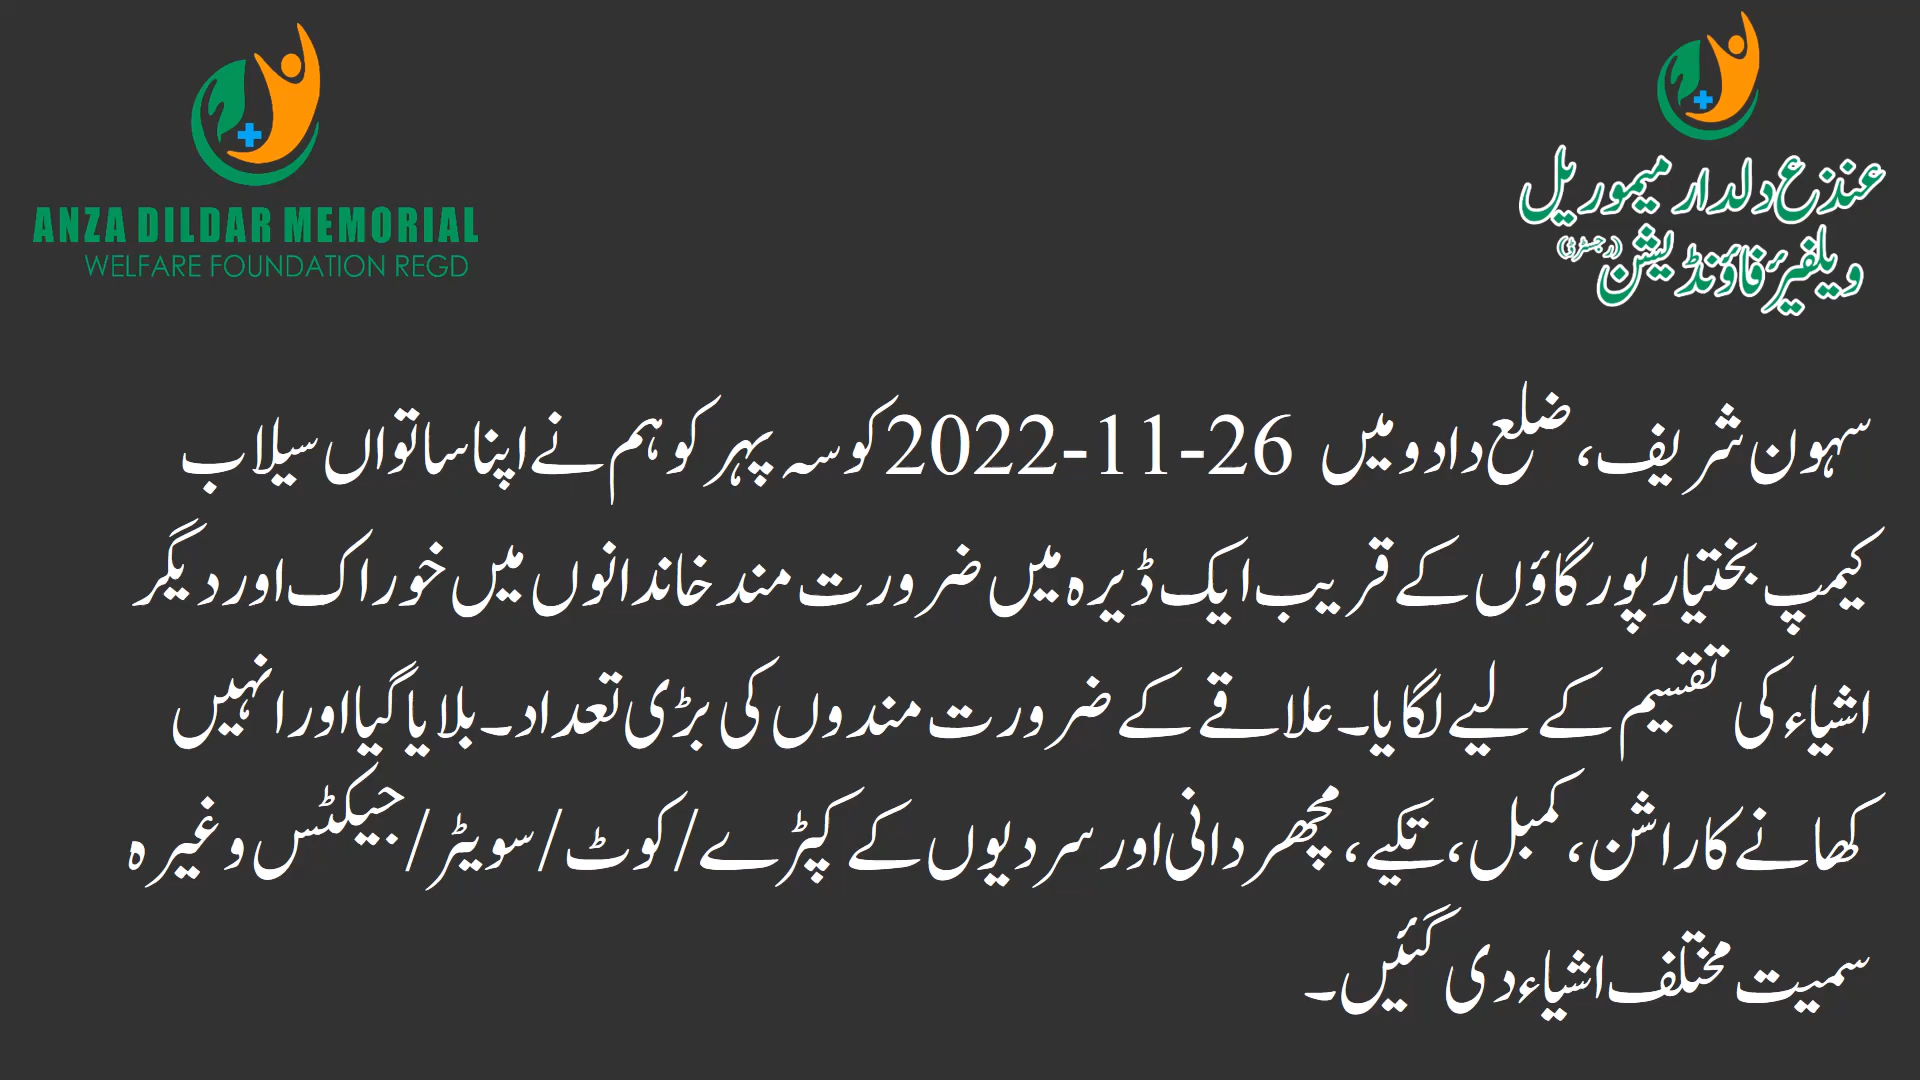 ANZA DILDAR MEMORIAL
WELFARE FOUNDATION REGD
عنذع دلدار میموریل
ویلفیئر فاؤنڈیشن (رجسٹرڈ)
سہون شریف، ضلع دادو میں 26-11-2022 کو سہ پہر کو ہم نے اپنا ساتواں سیلاب
کیمپ بختیار پور گاؤں کے قریب ایک ڈیرہ میں ضرورت مند خاندانوں میں خوراک اور دیگر
اشیاء کی تقسیم کے لیے لگایا۔ علاقے کے ضرورت مندوں کی بڑی تعداد۔ بلایا گیا اور انہیں
کھانے کا راشن، کمبل، تکیے، مچھر دانی اور سردیوں کے کپڑے/کوٹ/سویٹر/جیکٹس وغیرہ
سمیت مختلف اشیاء دی گئیں۔